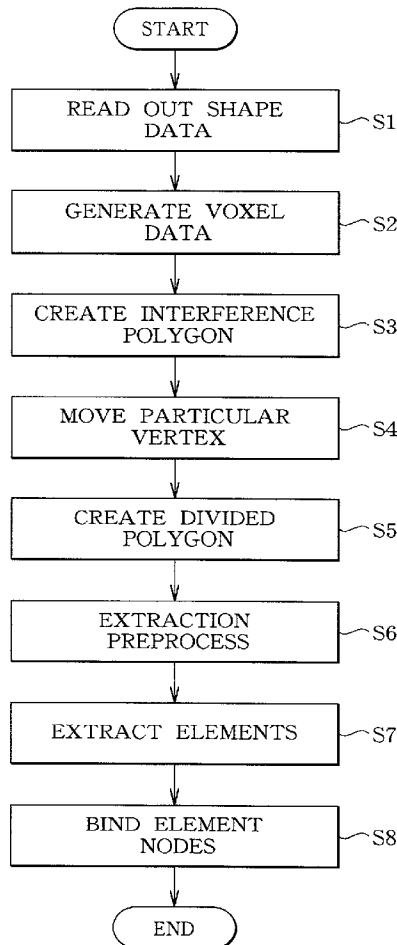 START
READ OUT SHAPE
DATA
S1
GENERATE VOXEL
DATA
S2
CREATE INTERFERENCE
POLYGON
S3
MOVE PARTICULAR
VERTEX
S4
CREATE DIVIDED
POLYGON
S5
EXTRACTION
PREPROCESS
S6
EXTRACT ELEMENTS
S7
BIND ELEMENT
NODES
S8
END